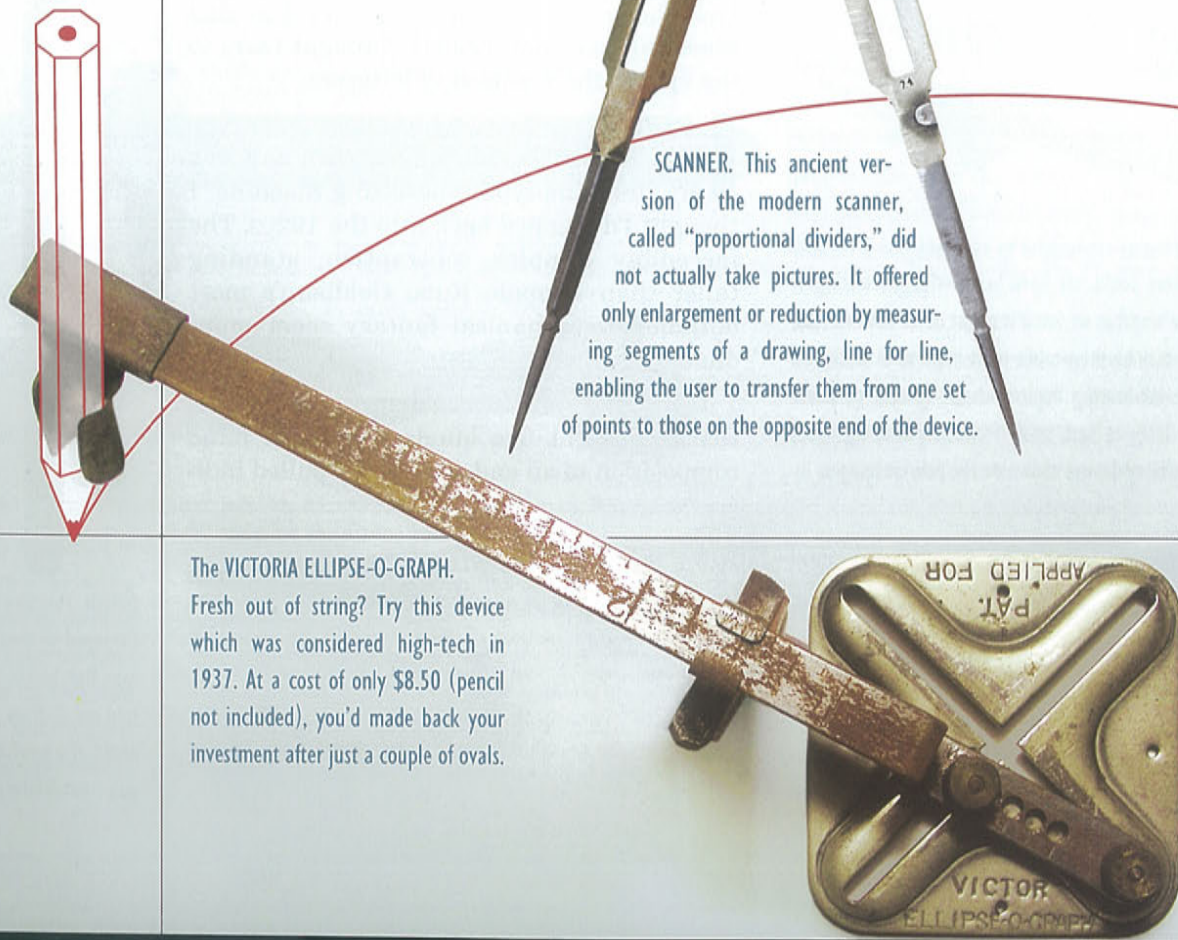 24
SCANNER. This ancient ver-
sion of the modern scanner,
called “proportional dividers,” did
not actually take pictures. It offered
only enlargement or reduction by measur-
ing segments of a drawing, line for line,
enabling the user to transfer them from one set
of points to those on the opposite end of the device.
The VICTORIA ELLIPSE-O-GRAPH.
Fresh out of string? Try this device
which was considered high-tech in
1937. At a cost of only $8.50 (pencil
not included), you’d made back your
investment after just a couple of ovals.
2
PAT.
APPLIED FOR
VICTOR
ELLIPSE-O-GRAPH